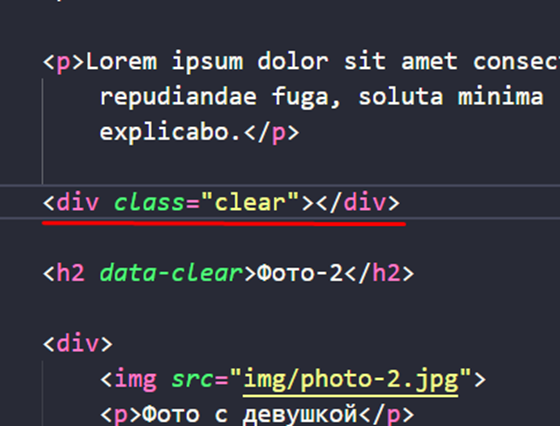 <p>Lorem ipsum dolor sit amet consect
repudiandae fuga, soluta minima
explicabo.</p>
<div class="clear"></div>
<h2 data-clear>Фото-2</h2>
<div>
<img src="img/photo-2.jpg">
<p>Фото с девушкой</p>